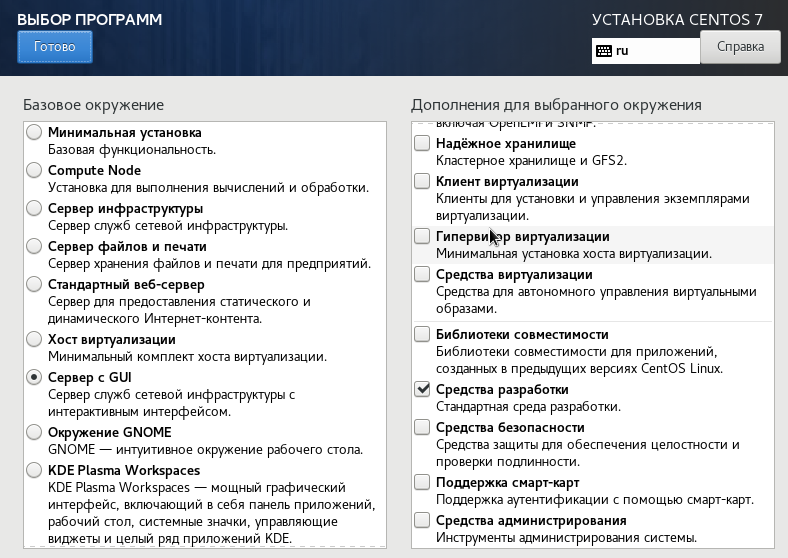 ВЫБОР ПРОГРАММ
УСТАНОВКА CENTOS 7
Готово
ru
Справка
Базовое окружение
Минимальная установка
Базовая функциональность.
Compute Node
Установка для выполнения вычислений и обработки.
Сервер инфраструктуры
Сервер служб сетевой инфраструктуры.
Сервер файлов и печати
Сервер хранения файлов и печати для предприятий.
Стандартный веб-сервер
Сервер для предоставления статического и
динамического Интернет-контента.
Хост виртуализации
Минимальный комплект хоста виртуализации.
Сервер с GUI
Сервер служб сетевой инфраструктуры с
интерактивным интерфейсом.
Окружение GNOME
GNOME — интуитивное окружение рабочего стола.
KDE Plasma Workspaces
KDE Plasma Workspaces — мощный графический
интерфейс, включающий в себя панель приложений,
рабочий стол, системные значки, управляющие
виджеты и целый ряд приложений KDE.
Дополнения для выбранного окружения
включая OpenLMI и SNMP.
Надёжное хранилище
Кластерное хранилище и GFS2.
Клиент виртуализации
Клиенты для установки и управления экземплярами
виртуализации.
Гипервизор виртуализации
Минимальная установка хоста виртуализации.
Средства виртуализации
Средства для автономного управления виртуальными
образами.
Библиотеки совместимости
Библиотеки совместимости для приложений,
созданных в предыдущих версиях CentOS Linux.
Средства разработки
Стандартная среда разработки.
Средства безопасности
Средства защиты для обеспечения целостности и
проверки подлинности.
Поддержка смарт-карт
Поддержка аутентификации с помощью смарт-карт.
Средства администрирования
Инструменты администрирования системы.